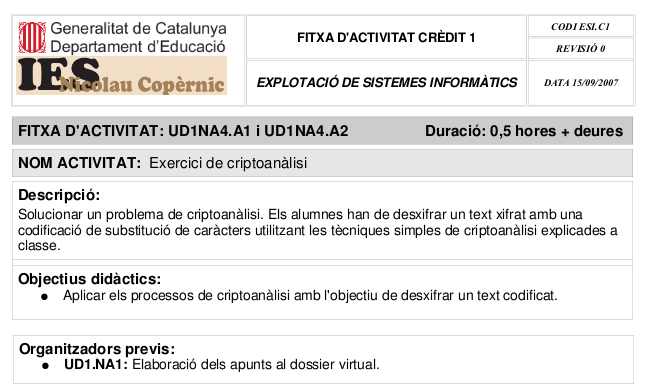 Generalitat de Catalunya
Departament d'Educació
IES
Nicolau Copèrnic
FITXA D'ACTIVITAT CRÈDIT 1
EXPLOTACIÓ DE SISTEMES INFORMÀTICS
CODI ESI.C1
REVISIÓ 0
DATA 15/09/2007
FITXA D'ACTIVITAT: UD1NA4.A1 i UD1NA4.A2 Duració: 0,5 hores + deures
NOM ACTIVITAT: Exercici de criptoanàlisi
Descripció:
Solucionar un problema de criptoanàlisi. Els alumnes han de desxifrar un text xifrat amb una
codificació de substitució de caràcters utilitzant les tècniques simples de criptoanàlisi explicades a
classe.
Objectius didàctics:
● Aplicar els processos de criptoanàlisi amb l'objectiu de desxifrar un text codificat.
Organitzadors previs:
● UD1.NA1: Elaboració dels apunts al dossier virtual.